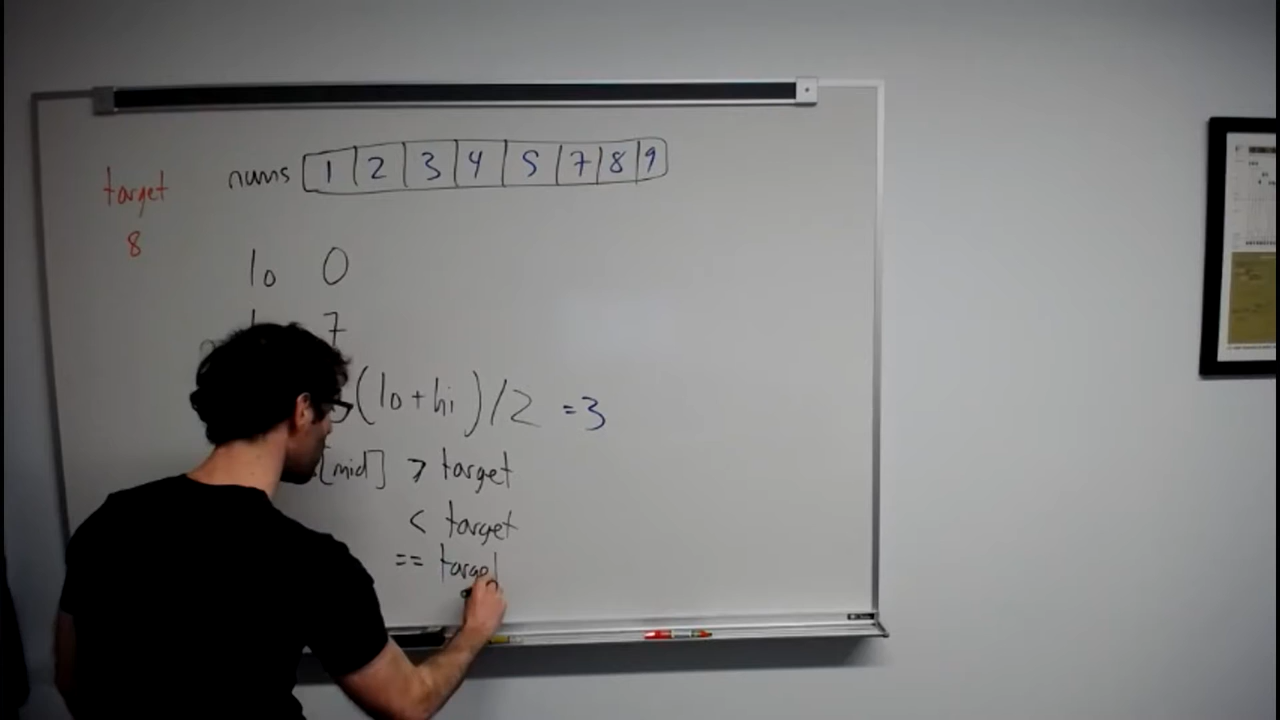 target
8
nums 1 2 3 4 5 7 8 9
lo 0
7
(lo+hi)/2 =3
[mid] > target
< target
== target